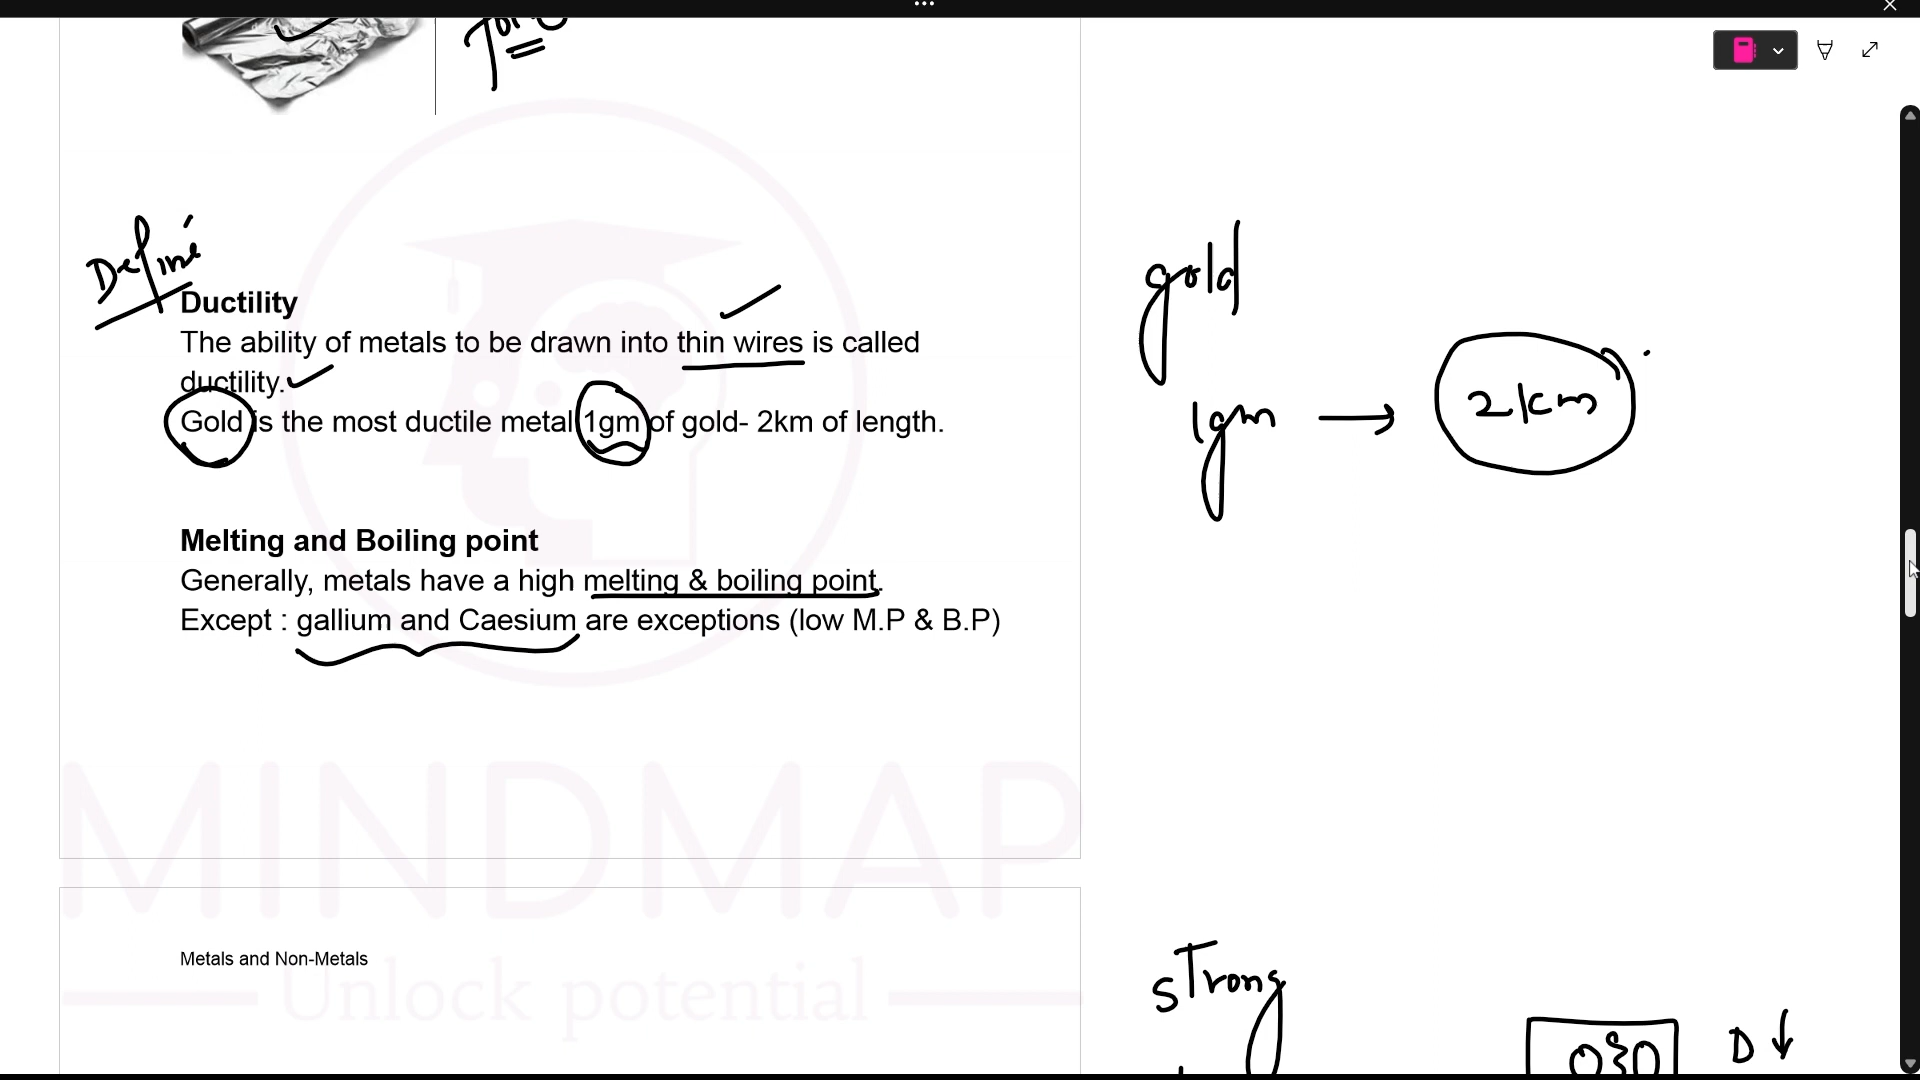 Define
Ductility
The ability of metals to be drawn into thin wires is called
ductility.
Gold is the most ductile metal 1gm of gold- 2km of length.
gold
1gm → 2km
Melting and Boiling point
Generally, metals have a high melting & boiling point.
Except : gallium and Caesium are exceptions (low M.P & B.P)
MINDMAP
Unlock potential
Metals and Non-Metals
strong
D ↓